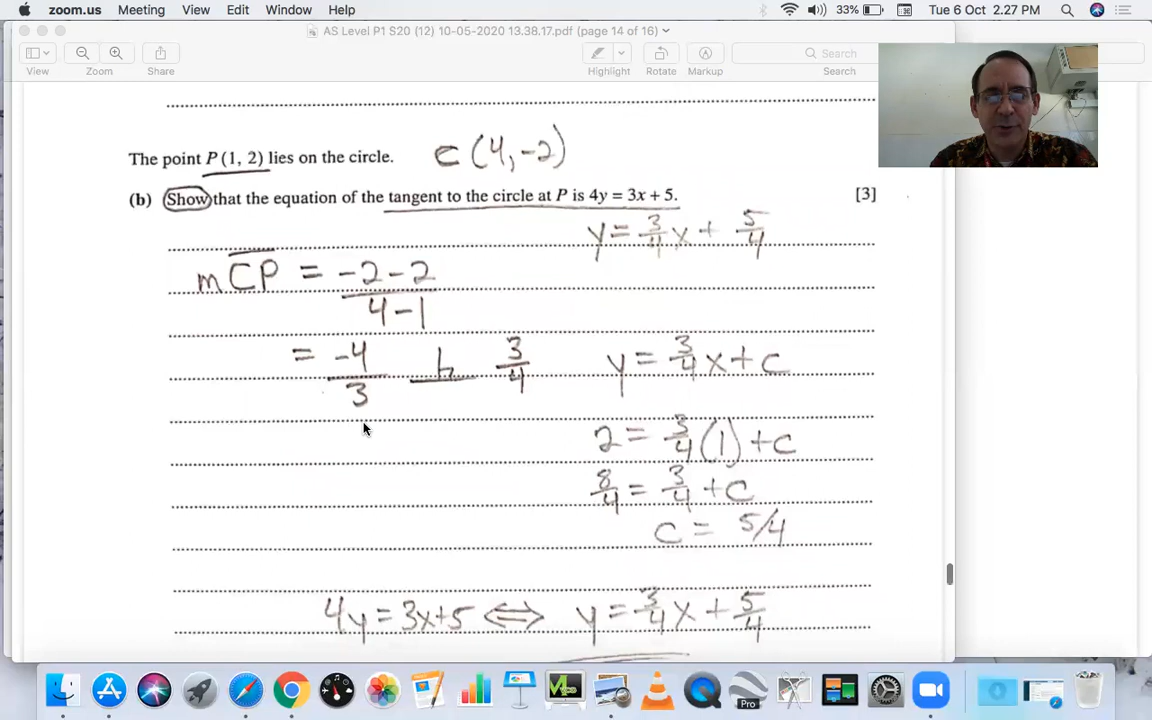 zoom.us Meeting View Edit Window Help 33% Tue 6 Oct 2.27 PM
AS Level P1 S20 (12) 10-05-2020 13.38.17.pdf (page 14 of 16)
View Zoom Share Highlight Rotate Markup Search
Search
The point P (1, 2) lies on the circle. C (4, -2)
(b) Show that the equation of the tangent to the circle at P is 4y = 3x + 5. [3]
y = 3/4 x + 5/4
mCP = -2-2 / 4-1
= -4/3 ⊥ 3/4 y = 3/4 x + c
2 = 3/4 (1) + c
8/4 = 3/4 + c
c = 5/4
4y = 3x+5 ⇔ y = 3/4 x + 5/4
Pro